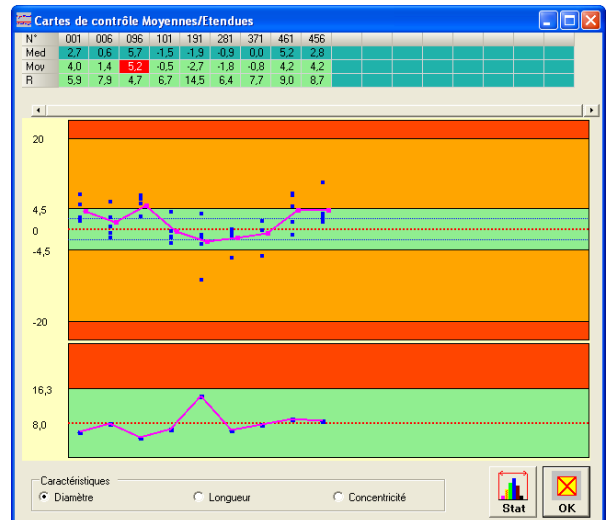 Cartes de contrôle Moyennes/Etendues
N° 001 006 096 101 191 281 371 461 456
Med 2,7 0,6 5,7 -1,5 -1,9 -0,9 0,0 5,2 2,8
Moy 4,0 1,4 5,2 -0,5 -2,7 -1,8 -0,8 4,2 4,2
R 5,9 7,9 4,7 6,7 14,5 6,4 7,7 9,0 8,7
20
4,5
0
-4,5
-20
16,3
8,0
Caractéristiques
Diamètre Longueur Concentricité
Stat OK